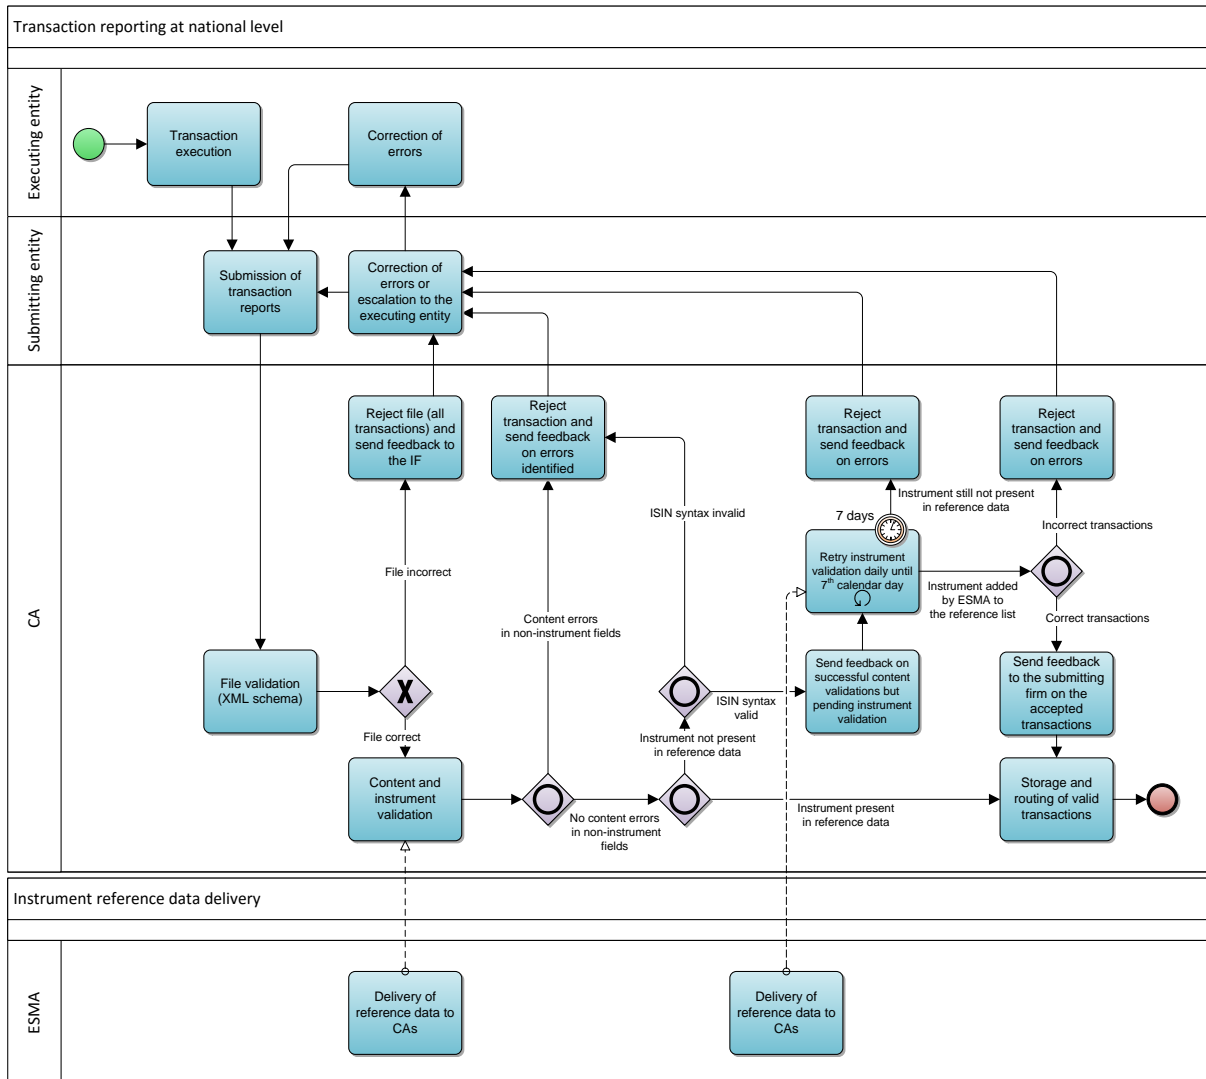 Transaction reporting at national level
Executing entity
Transaction
execution
Correction of
errors
Submitting entity
Submission of
transaction
reports
Correction of
errors or
escalation to the
executing entity
CA
Reject file (all
transactions) and
send feedback to
the IF
Reject
transaction and
send feedback
on errors
identified
Reject
transaction and
send feedback
on errors
Reject
transaction and
send feedback
on errors
Instrument still not present
in reference data
ISIN syntax invalid
7 days
Incorrect transactions
Retry instrument
validation daily until
7th calendar day
File incorrect
Instrument added
by ESMA to
the reference list
Content errors
in non-instrument fields
Correct transactions
File validation
(XML schema)
X
Send feedback on
successful content
validations but
pending instrument
validation
Send feedback
to the submitting
firm on the
accepted
transactions
ISIN syntax
valid
File correct
Instrument not present
in reference data
Content and
instrument
validation
No content errors
in non-instrument
fields
Instrument present
in reference data
Storage and
routing of valid
transactions
Instrument reference data delivery
ESMA
Delivery of
reference data to
CAs
Delivery of
reference data to
CAs